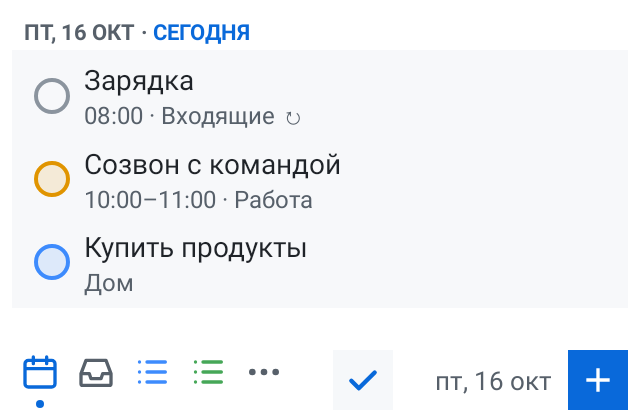 ПТ, 16 ОКТ · СЕГОДНЯ
Зарядка
08:00 · Входящие
Созвон с командой
10:00–11:00 · Работа
Купить продукты
Дом
пт, 16 окт